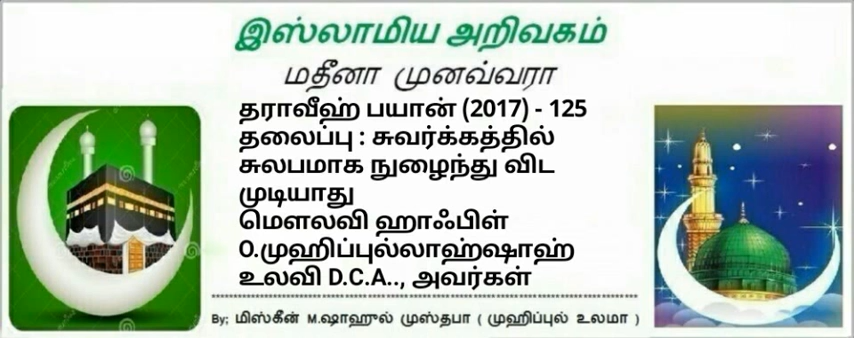 இஸ்லாமிய அறிவகம்
மதீனா முனவ்வரா
தராவீஹ் பயான் (2017) - 125
தலைப்பு : சுவர்க்கத்தில்
சுலபமாக நுழைந்து விட
முடியாது
மௌலவி ஹாஃபிள்
O.முஹிப்புல்லாஹ்ஷாஹ்
உலவி D.C.A.., அவர்கள்
By; மிஸ்கீன் M.ஷாஹுல் முஸ்தபா ( முஹிப்புல் உலமா )